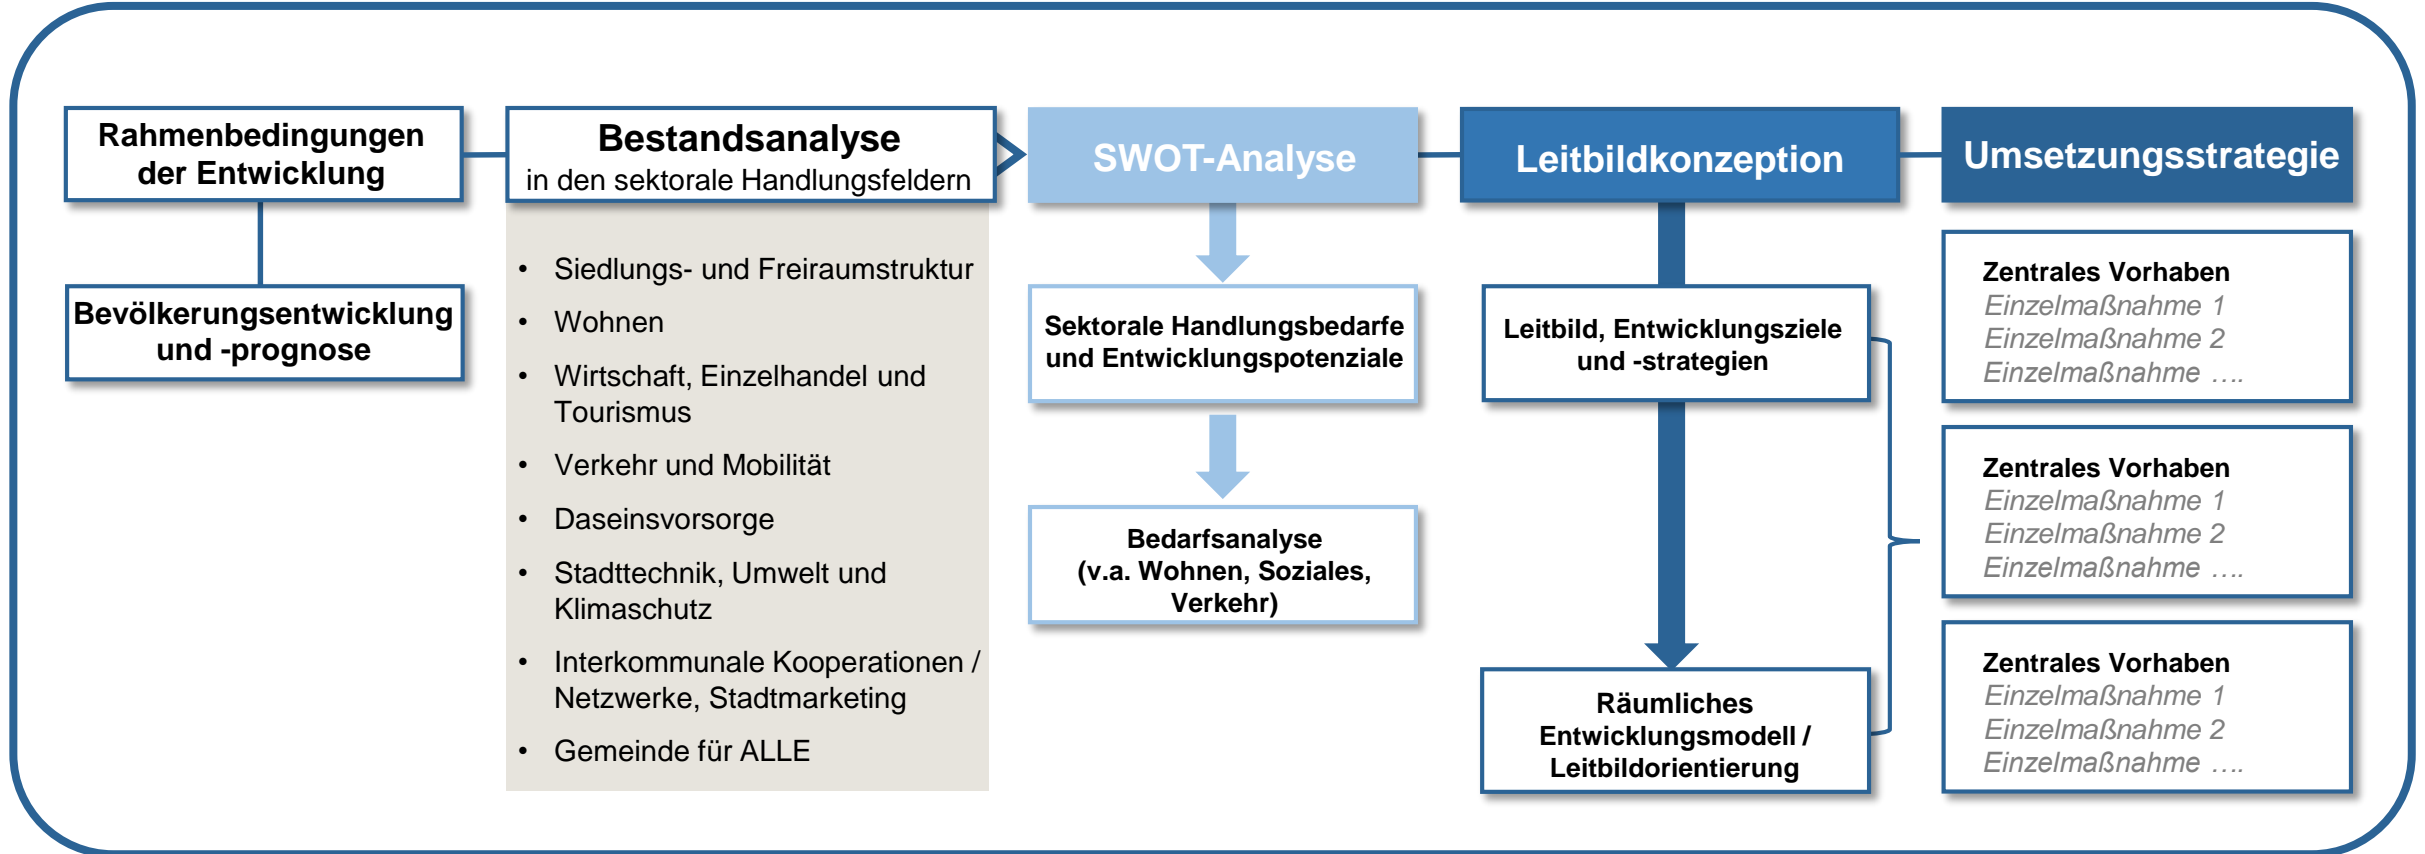 Rahmenbedingungen
der Entwicklung
Bevölkerungsentwicklung
und -prognose
Bestandsanalyse
in den sektorale Handlungsfeldern
• Siedlungs- und Freiraumstruktur
• Wohnen
• Wirtschaft, Einzelhandel und
Tourismus
• Verkehr und Mobilität
• Daseinsvorsorge
• Stadttechnik, Umwelt und
Klimaschutz
• Interkommunale Kooperationen /
Netzwerke, Stadtmarketing
• Gemeinde für ALLE
SWOT-Analyse
Sektorale Handlungsbedarfe
und Entwicklungspotenziale
Bedarfsanalyse
(v.a. Wohnen, Soziales,
Verkehr)
Leitbildkonzeption
Leitbild, Entwicklungsziele
und -strategien
Räumliches
Entwicklungsmodell /
Leitbildorientierung
Umsetzungsstrategie
Zentrales Vorhaben
Einzelmaßnahme 1
Einzelmaßnahme 2
Einzelmaßnahme ….
Zentrales Vorhaben
Einzelmaßnahme 1
Einzelmaßnahme 2
Einzelmaßnahme ….
Zentrales Vorhaben
Einzelmaßnahme 1
Einzelmaßnahme 2
Einzelmaßnahme ….